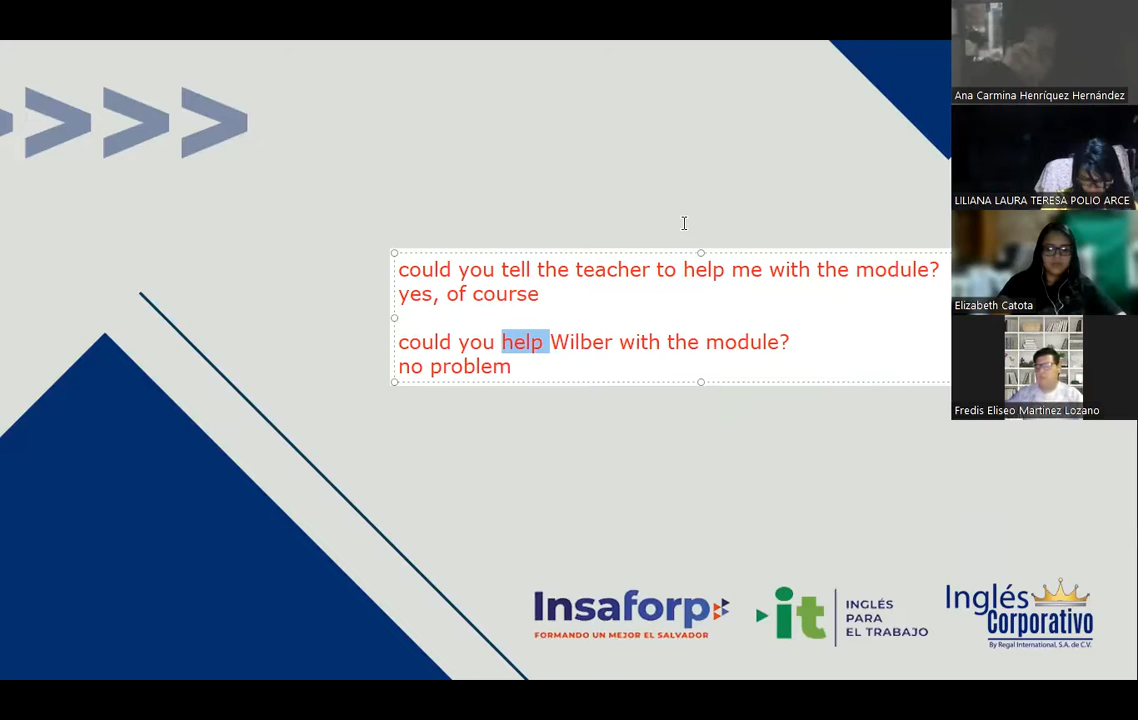 Ana Carmina Henríquez Hernández
LILIANA LAURA TERESA POLIO ARCE
Elizabeth Catota
Fredis Eliseo Martinez Lozano
could you tell the teacher to help me with the module?
yes, of course
could you help Wilber with the module?
no problem
Insaforp
FORMANDO UN MEJOR EL SALVADOR
it
INGLÉS
PARA
EL TRABAJO
Inglés
Corporativo
By Regal International, S.A. de C.V.